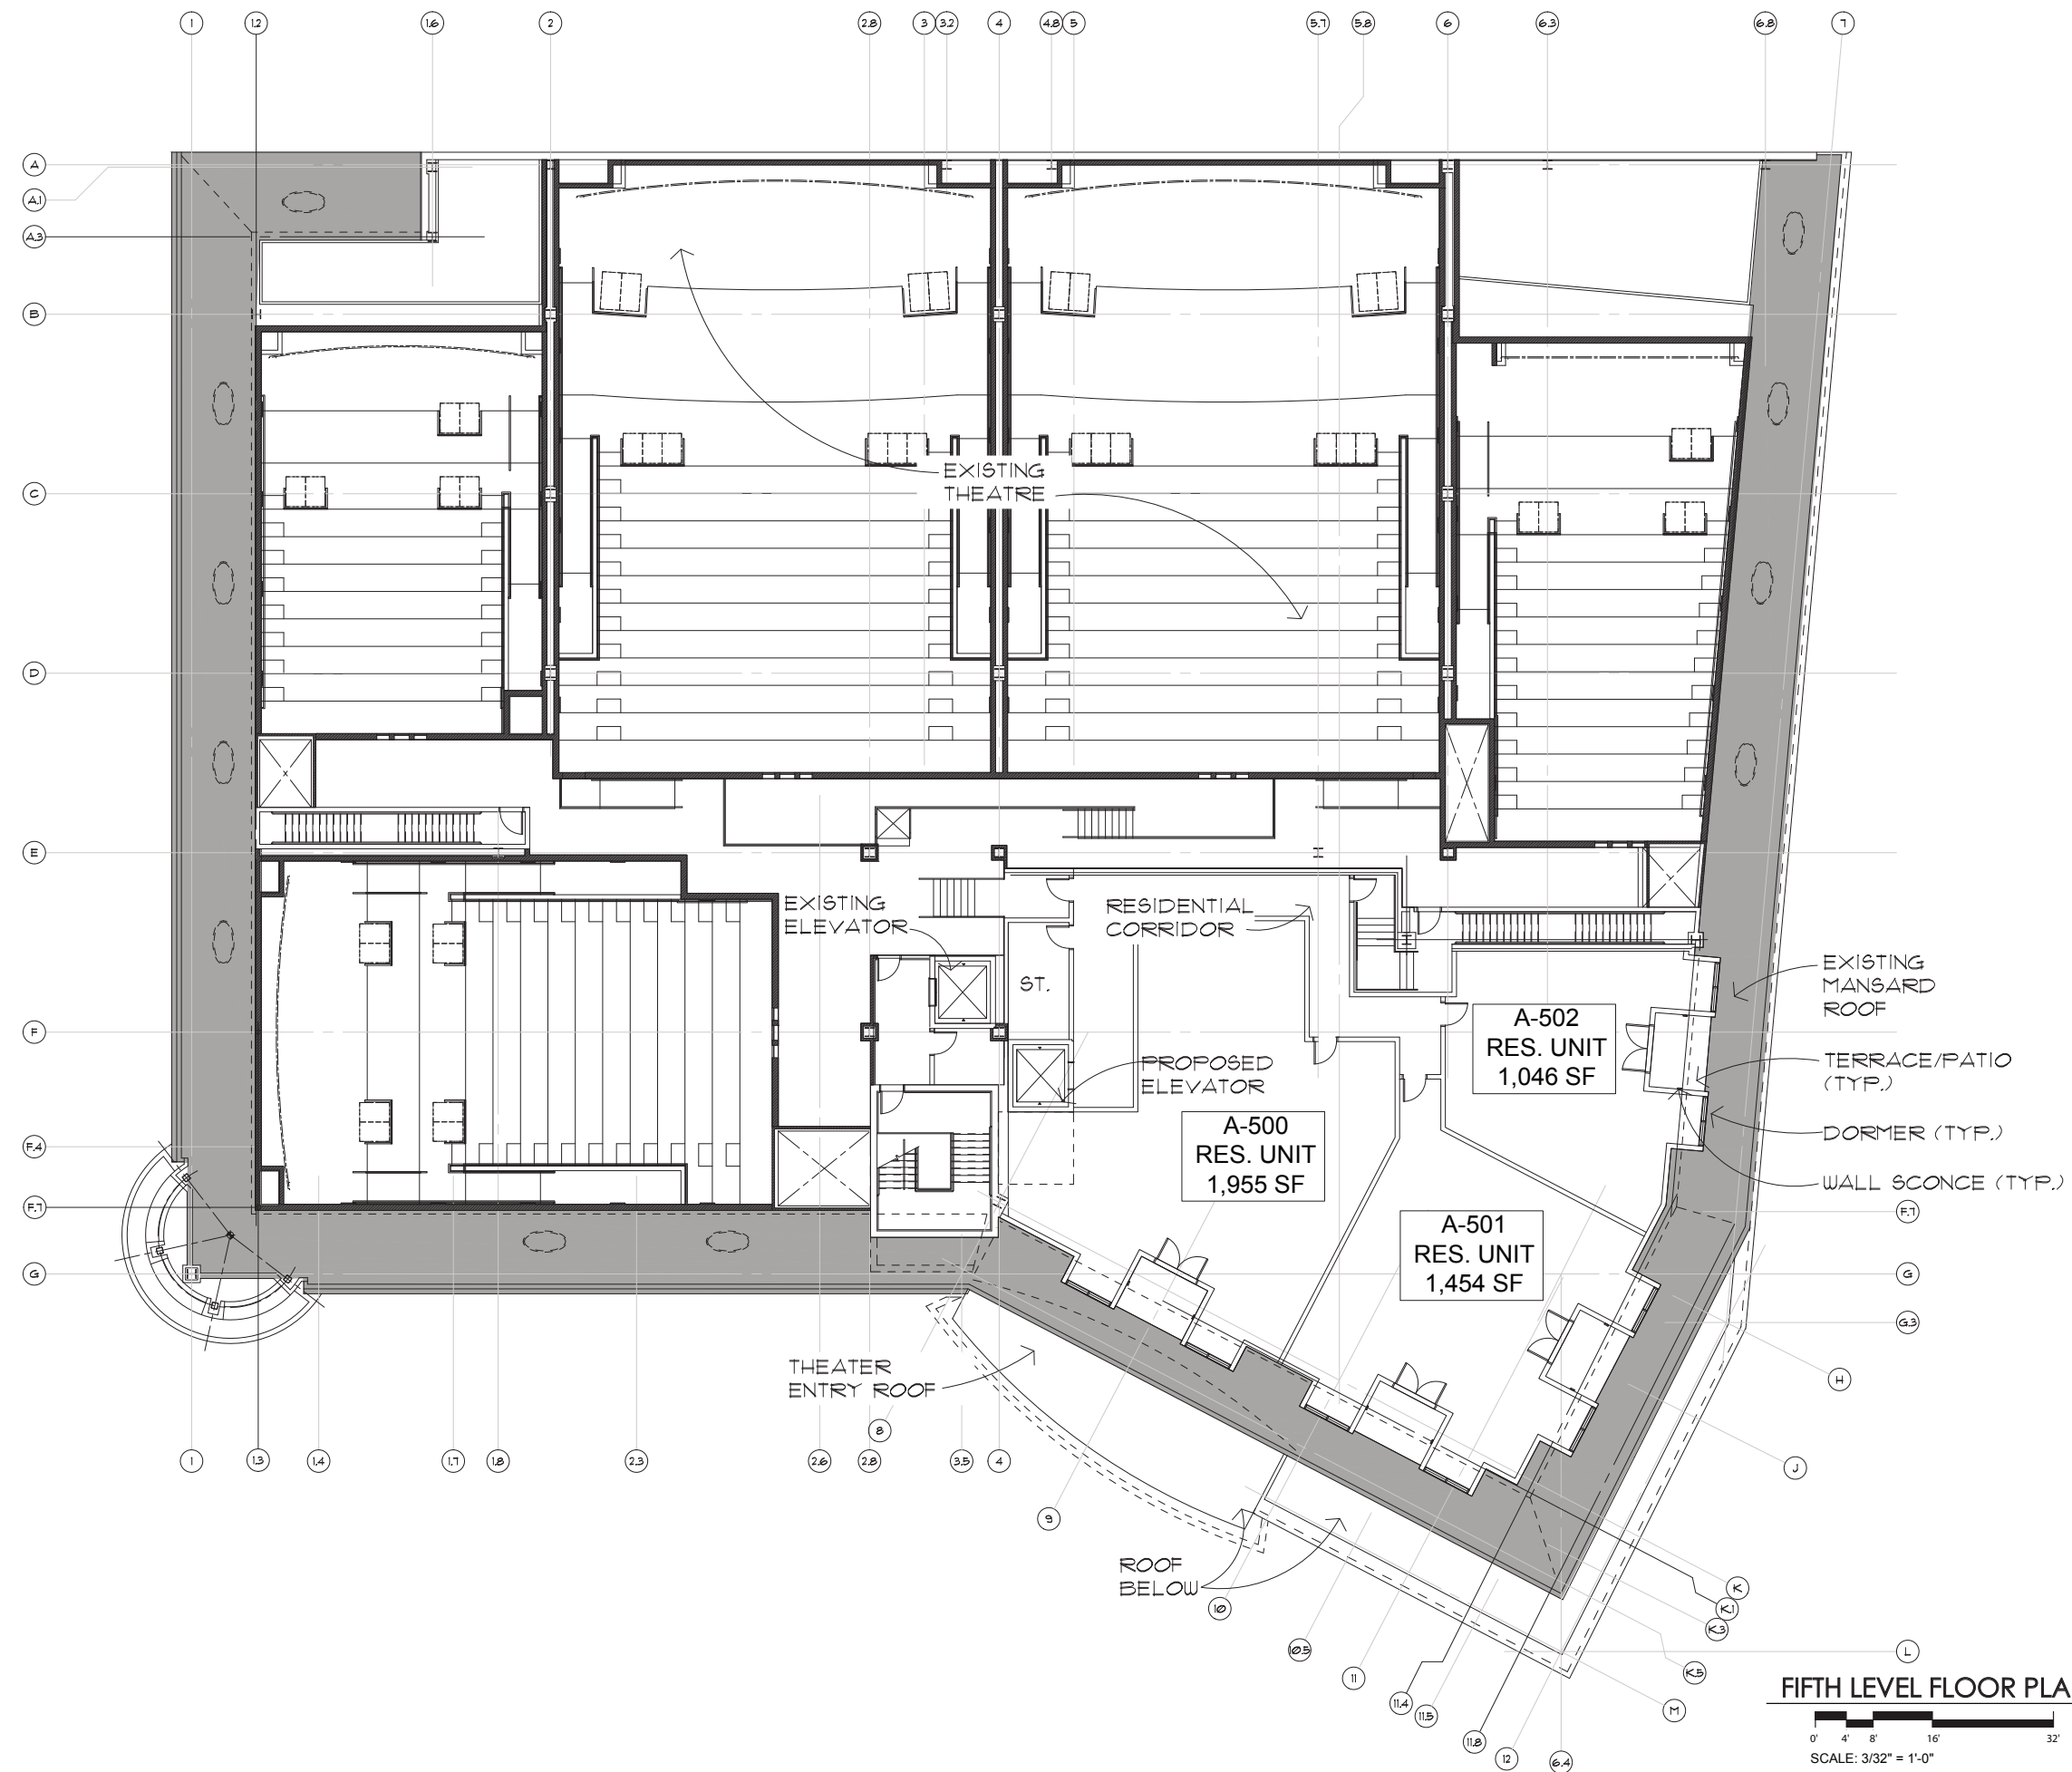 1 1.2 1.6 2 2.8 3 3.2 4 4.8 5 5.7 5.8 6 6.3 6.8 7
A
A.1
A.3
B
C
D
E
F
F.4
F.7
G
EXISTING
THEATRE
EXISTING
ELEVATOR
RESIDENTIAL
CORRIDOR
ST.
PROPOSED
ELEVATOR
A-502
RES. UNIT
1,046 SF
A-500
RES. UNIT
1,955 SF
A-501
RES. UNIT
1,454 SF
EXISTING
MANSARD
ROOF
TERRACE/PATIO
(TYP.)
DORMER (TYP.)
WALL SCONCE (TYP.)
F.7
G
G.3
H
J
K
K.1
K.3
L
K.5
M
THEATER
ENTRY ROOF
ROOF
BELOW
1 1.3 1.4 1.7 1.8 2.3 2.6 2.8 3.5 4
8
9
10
10.5
11
11.4
11.5
11.8
12
6.4
X
FIFTH LEVEL FLOOR PLA
0' 4' 8' 16' 32'
SCALE: 3/32" = 1'-0"